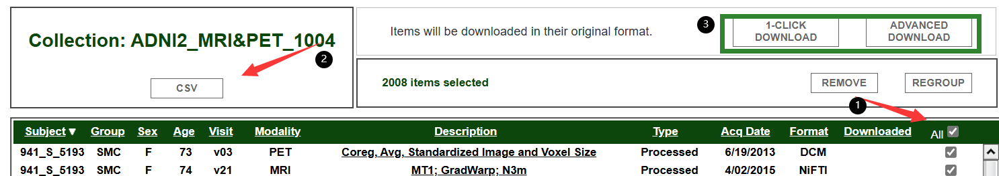 Collection: ADNI2_MRI&PET_1004
2
CSV
Items will be downloaded in their original format.
3
1-CLICK
DOWNLOAD
ADVANCED
DOWNLOAD
2008 items selected
REMOVE
REGROUP
1
Subject ▼ Group Sex Age Visit Modality Description Type Acq Date Format Downloaded All
941_S_5193 SMC F 73 v03 PET Coreg, Avg, Standardized Image and Voxel Size Processed 6/19/2013 DCM
941_S_5193 SMC F 74 v21 MRI MT1; GradWarp; N3m Processed 4/02/2015 NiFTI